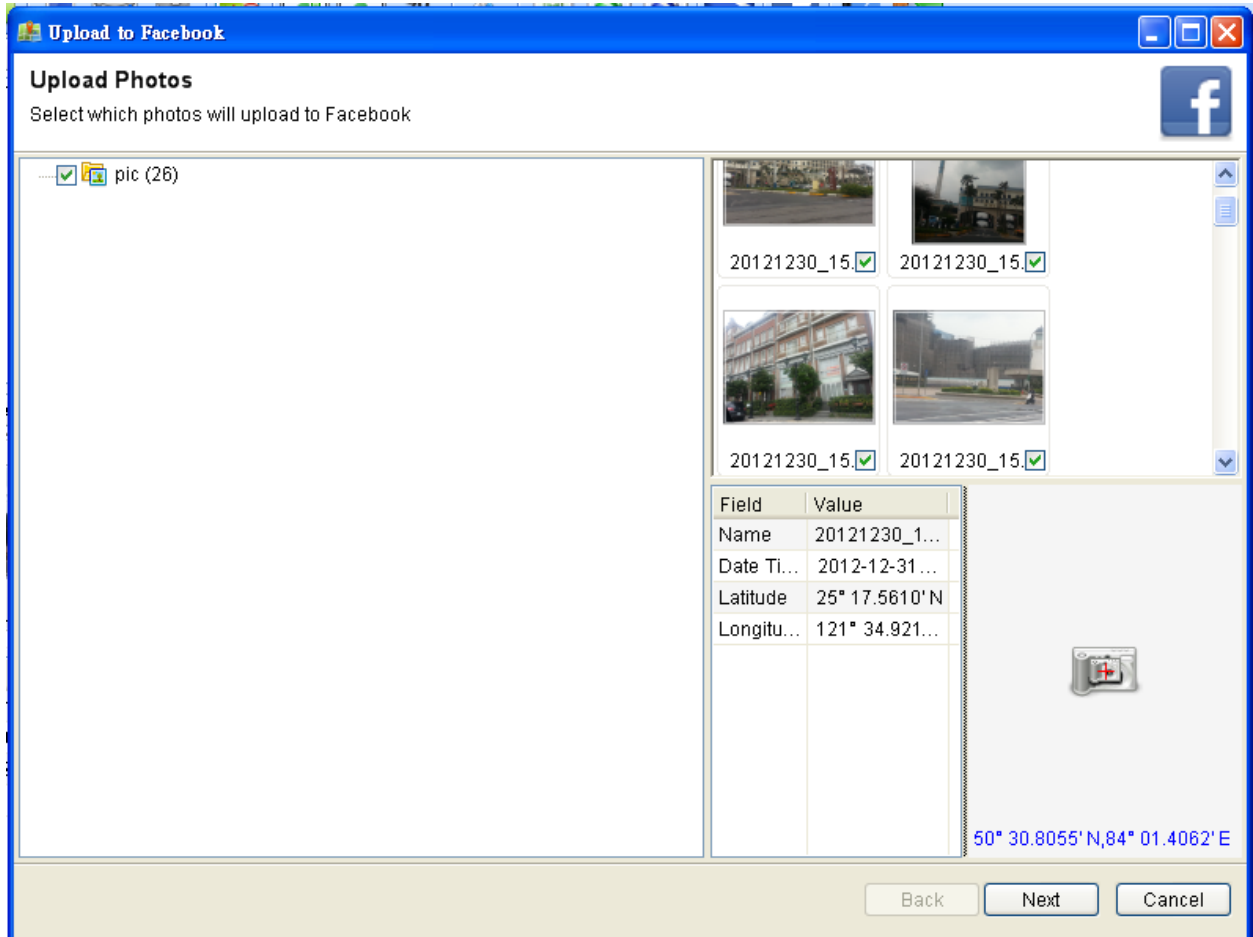 Upload to Facebook
Upload Photos
Select which photos will upload to Facebook
f
pic (26)
20121230_15.
20121230_15.
20121230_15.
20121230_15.
Field Value
Name 20121230_1...
Date Ti... 2012-12-31...
Latitude 25° 17.5610' N
Longitu... 121° 34.921...
50° 30.8055' N,84° 01.4062' E
Back Next Cancel